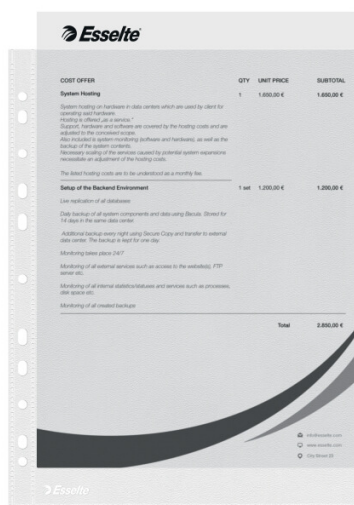 Esselte
COST OFFER QTY UNIT PRICE SUBTOTAL
System Hosting 1 1.650,00 € 1.650,00 €
System hosting on hardware in data centers which are used by client for
operating said hardware.
Hosting is offered „as a service."
Support, hardware and software are covered by the hosting costs and are
adjusted to the conceived scope.
Also included is system monitoring (software and hardware), as well as the
backup of the system contents.
Necessary scaling of the services caused by potential system expansions
necessitate an adjustment of the hosting costs.
The listed hosting costs are to be understood as a monthly fee.
Setup of the Backend Environment 1 set 1.200,00 € 1.200,00 €
Live replication of all databases
Daily backup of all system components and data using Bacula. Stored for
14 days in the same data center.
Additional backup every night using Secure Copy and transfer to external
data center. The backup is kept for one day.
Monitoring takes place 24/7
Monitoring of all external services such as access to the website(s), FTP
server etc.
Monitoring of all internal statistics/statuses and services such as processes,
disk space etc.
Monitoring of all created backups
Total 2.850,00 €
info@esselte.com
www.esselte.com
City Street 28
Esselte